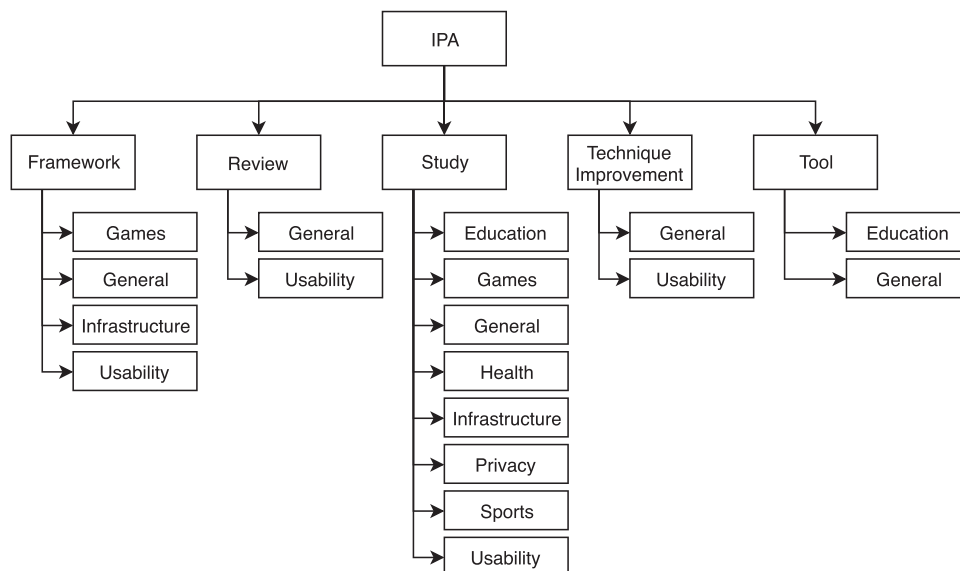 IPA
Framework
Review
Study
Technique
Improvement
Tool
Games
General
Infrastructure
Usability
General
Usability
Education
Games
General
Health
Infrastructure
Privacy
Sports
Usability
General
Usability
Education
General